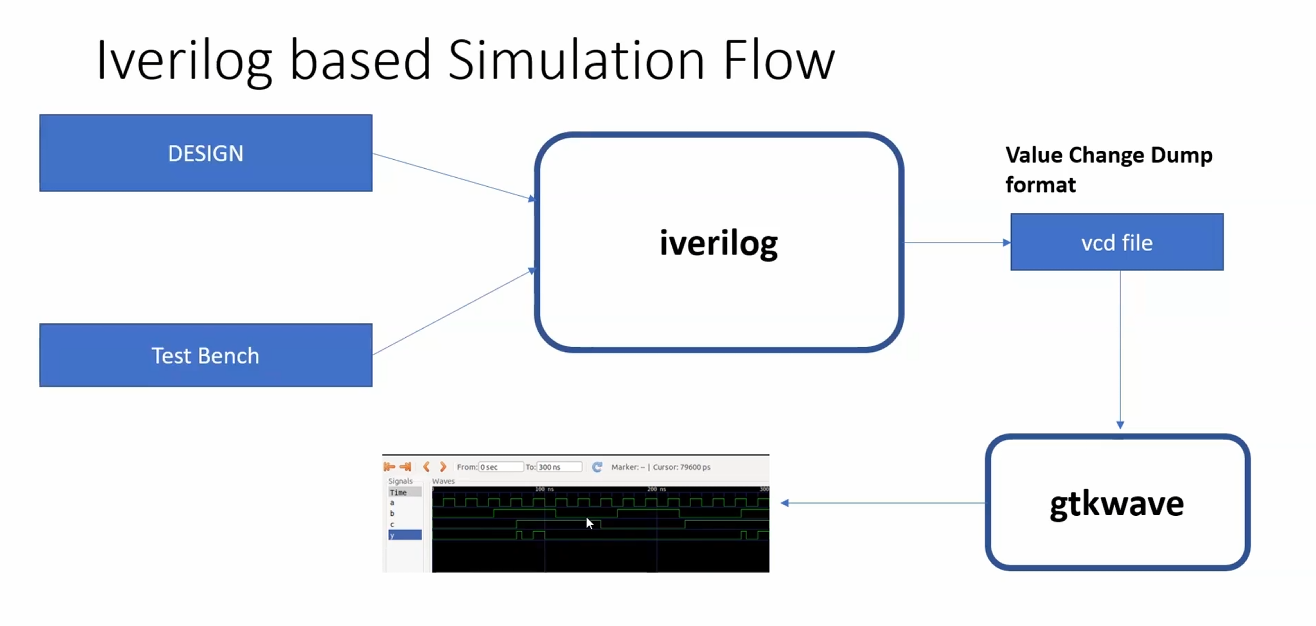 Iverilog based Simulation Flow
DESIGN
Test Bench
iverilog
Value Change Dump
format
vcd file
gtkwave
From: 0 sec To: 300 ns Marker: -- | Cursor: 79600 ps
Signals Waves
Time
100 ns 200 ns 300
a
b
c
y